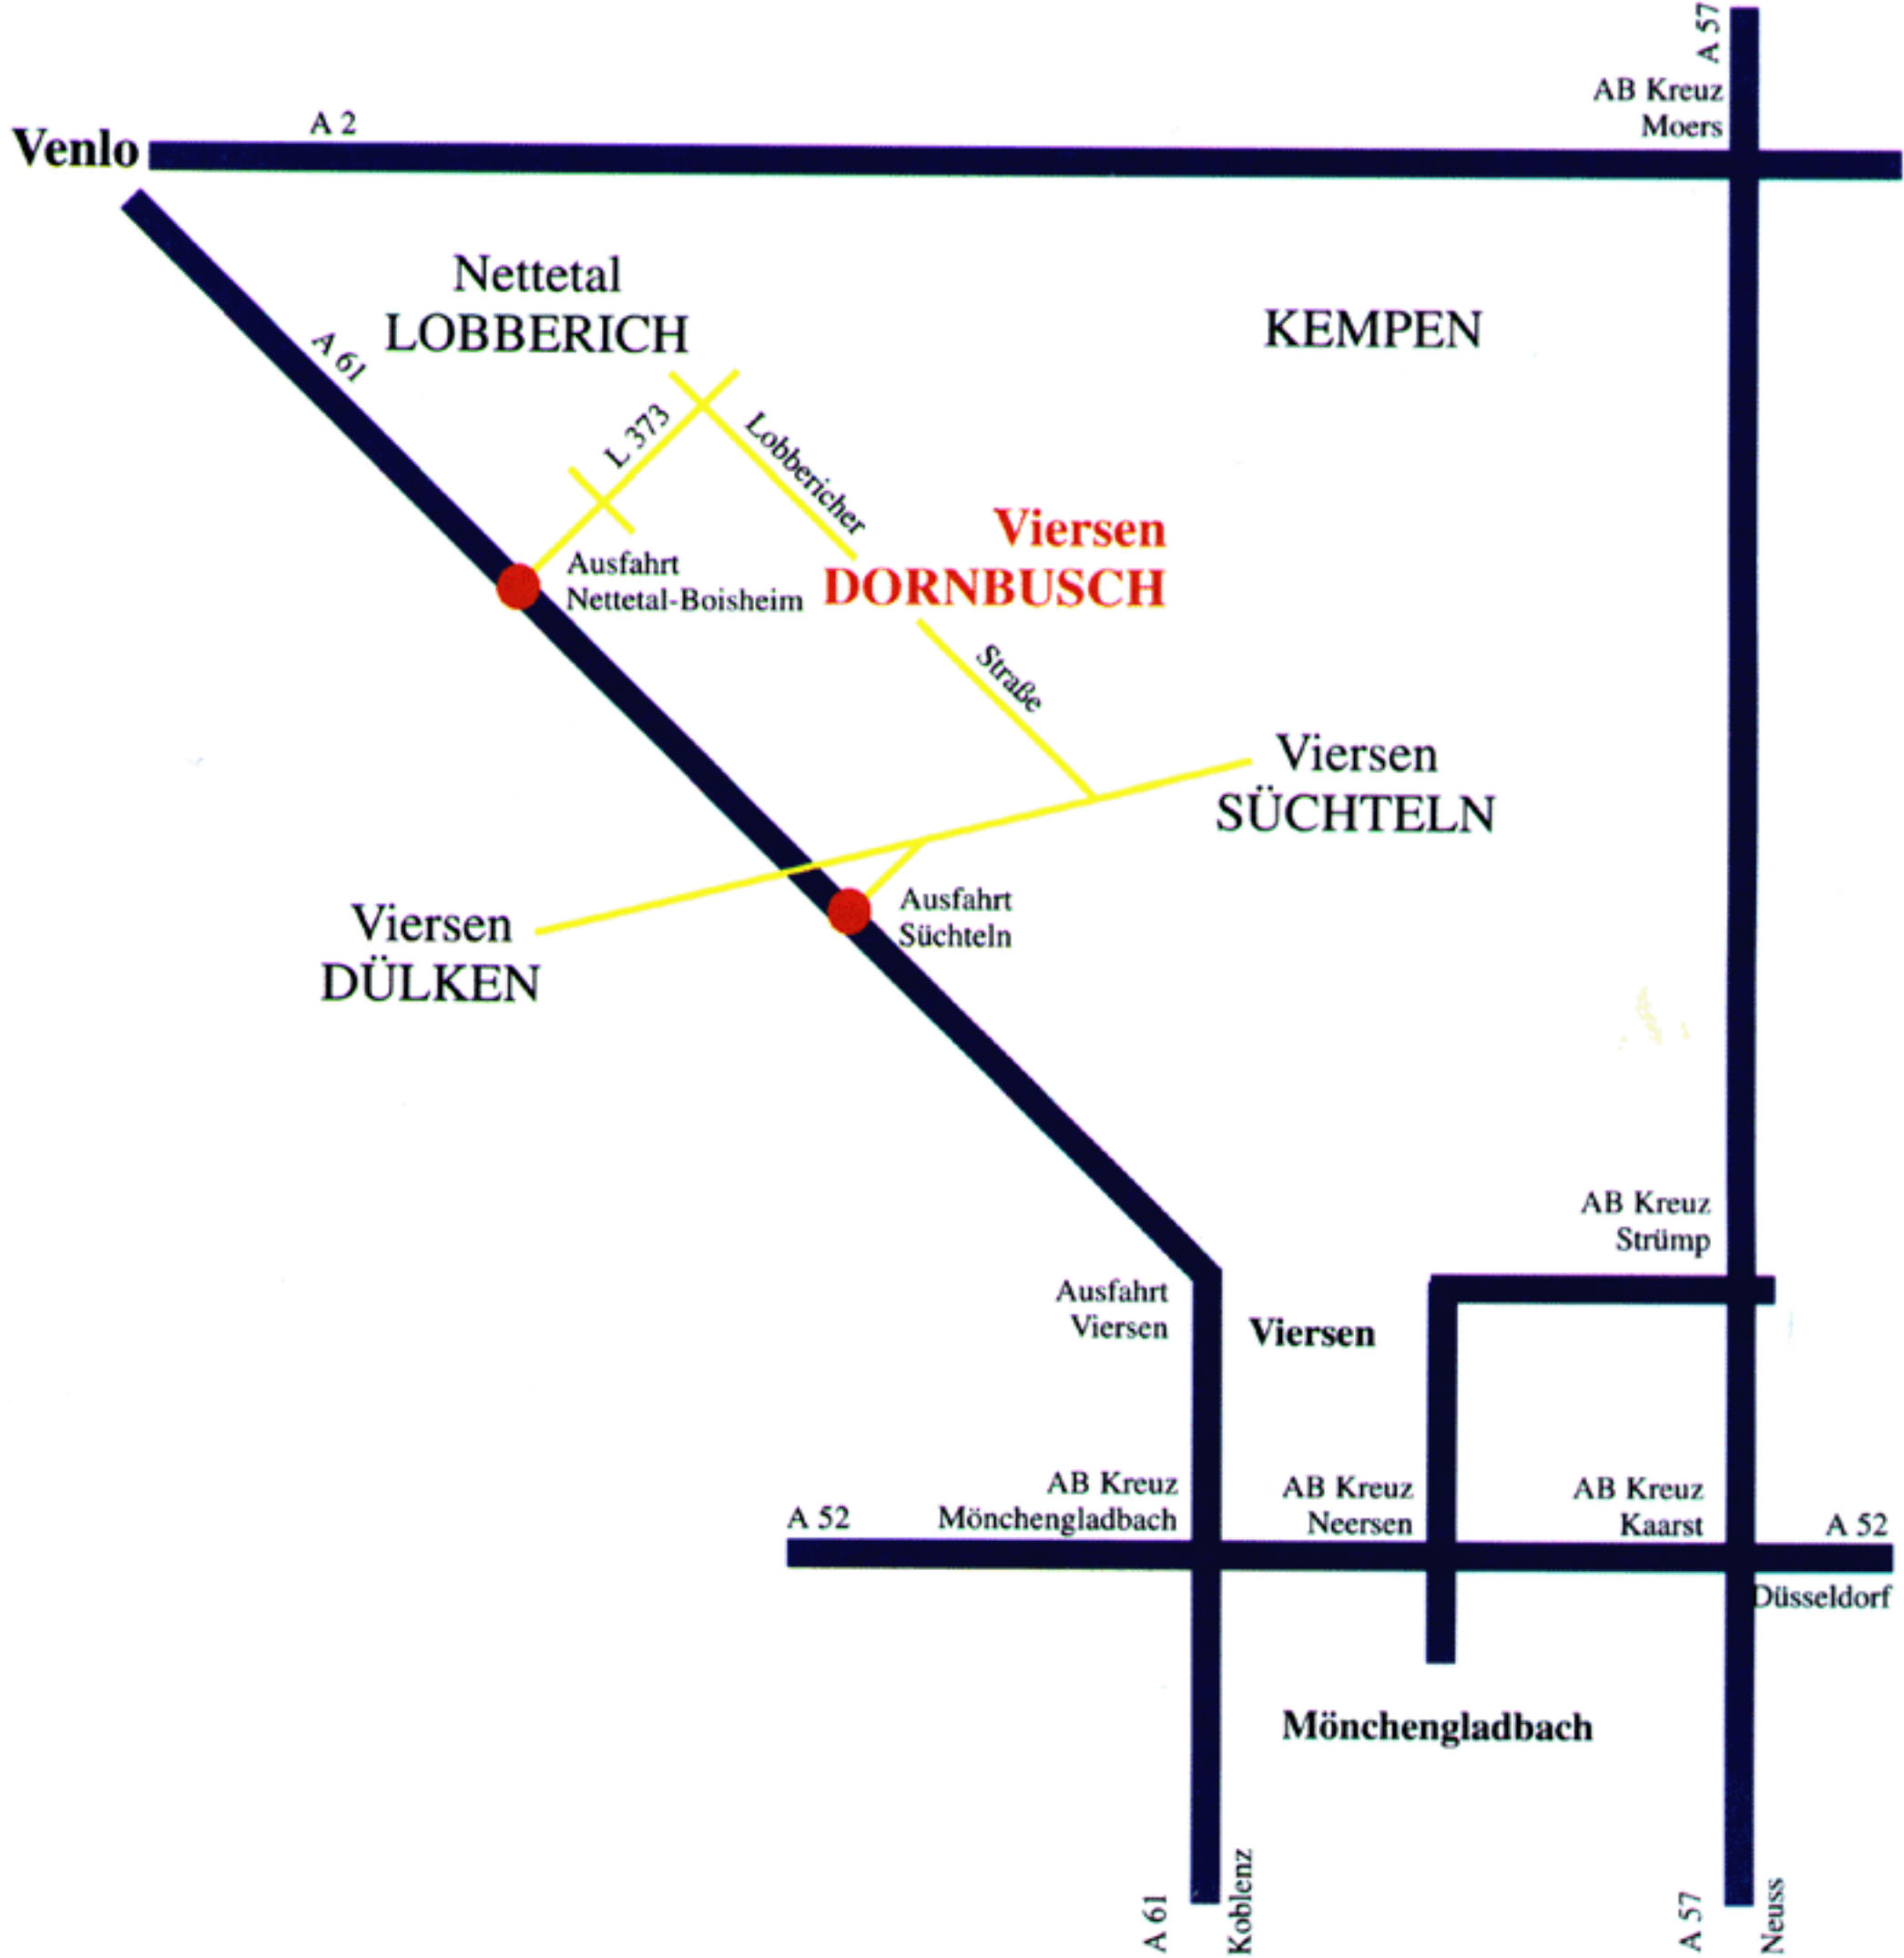 A 57
AB Kreuz
Moers
A 2
Venlo
Nettetal
LOBBERICH
KEMPEN
A 61
L 373
Lobbericher
Viersen
DORNBUSCH
Ausfahrt
Nettetal-Boisheim
Straße
Viersen
SÜCHTELN
Ausfahrt
Süchteln
Viersen
DÜLKEN
AB Kreuz
Strümp
Ausfahrt
Viersen
Viersen
AB Kreuz
Mönchengladbach
AB Kreuz
Neersen
AB Kreuz
Kaarst
A 52
A 52
Düsseldorf
Mönchengladbach
A 61
Koblenz
A 57
Neuss